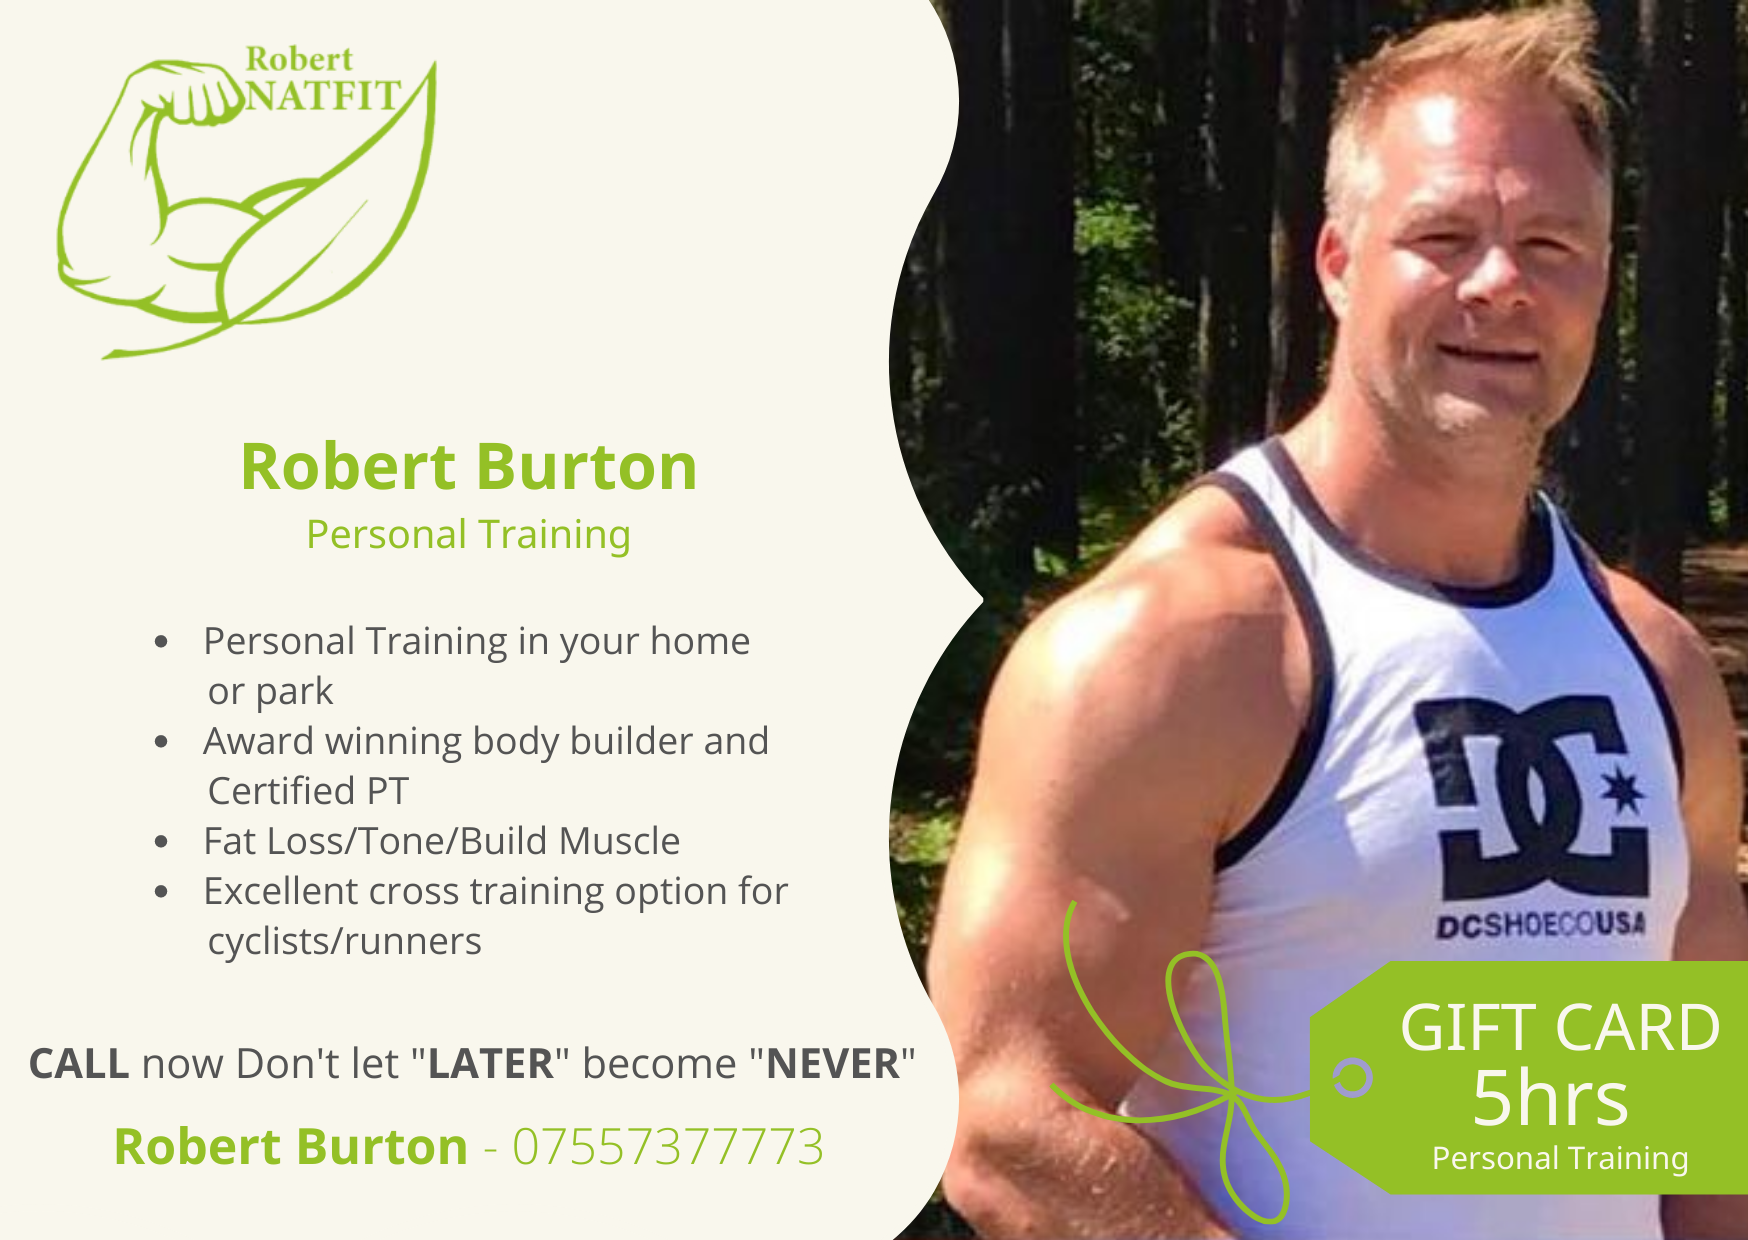 Robert
NATFIT
Robert Burton
Personal Training
• Personal Training in your home
or park
• Award winning body builder and
Certified PT
• Fat Loss/Tone/Build Muscle
• Excellent cross training option for
cyclists/runners
CALL now Don't let "LATER" become "NEVER"
Robert Burton - 07557377773
DC
DCSHOECOUSA
GIFT CARD
5hrs
Personal Training